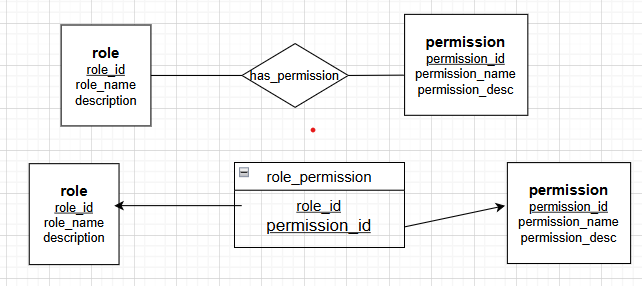 role
role_id
role_name
description
has_permission
permission
permission_id
permission_name
permission_desc
role
role_id
role_name
description
role_permission
role_id
permission_id
permission
permission_id
permission_name
permission_desc